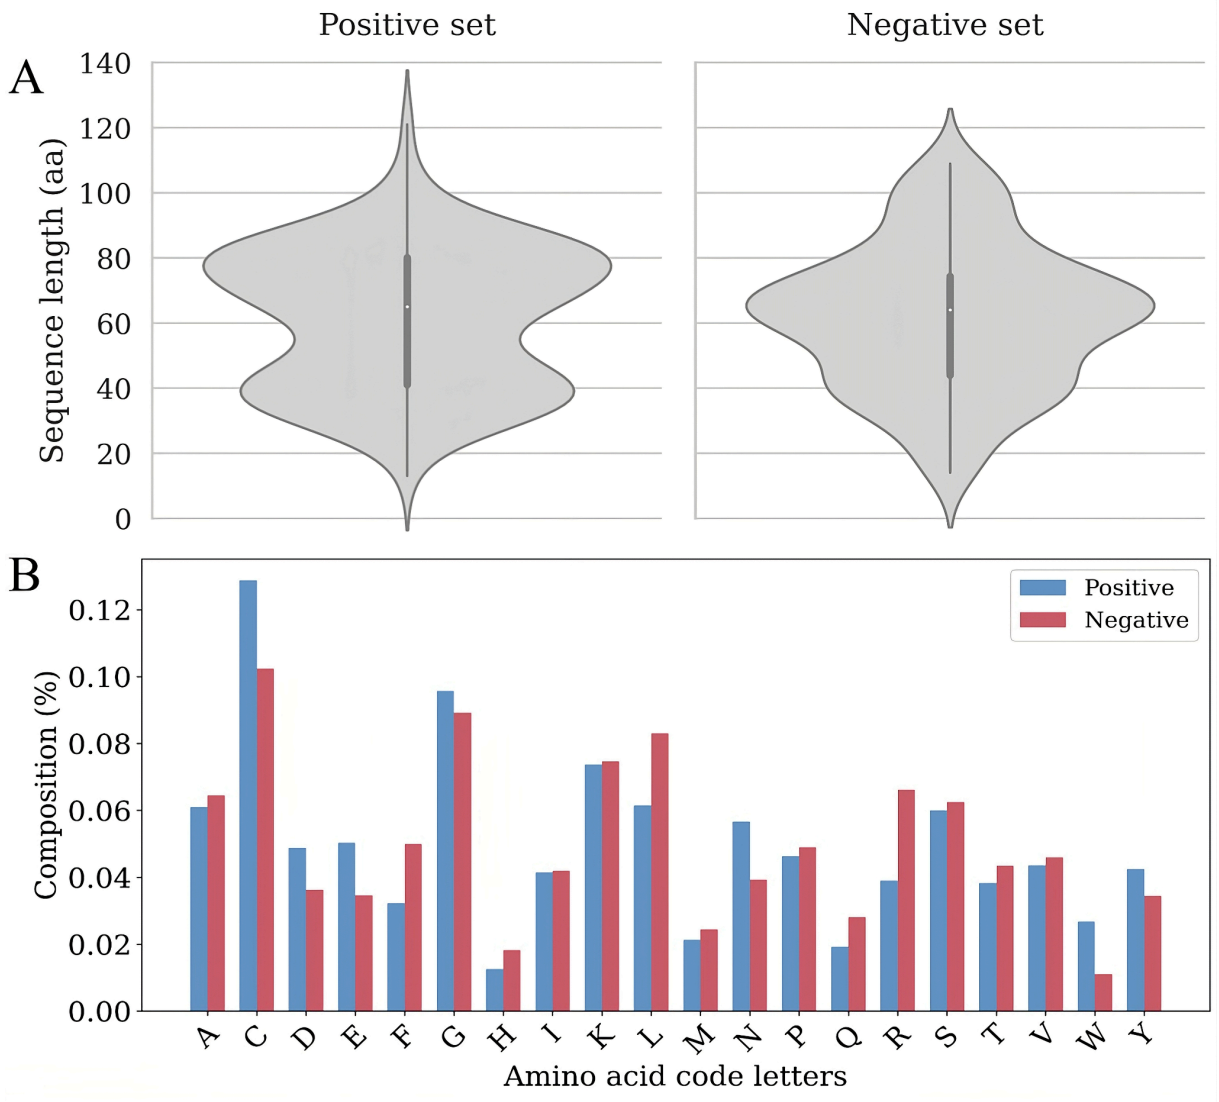 Positive set
Negative set
A
Sequence length (aa)
140
120
100
80
60
40
20
0
B
Composition (%)
0.12
0.10
0.08
0.06
0.04
0.02
0.00
Positive
Negative
A C D E F G H I K L M N P Q R S T V W Y
Amino acid code letters